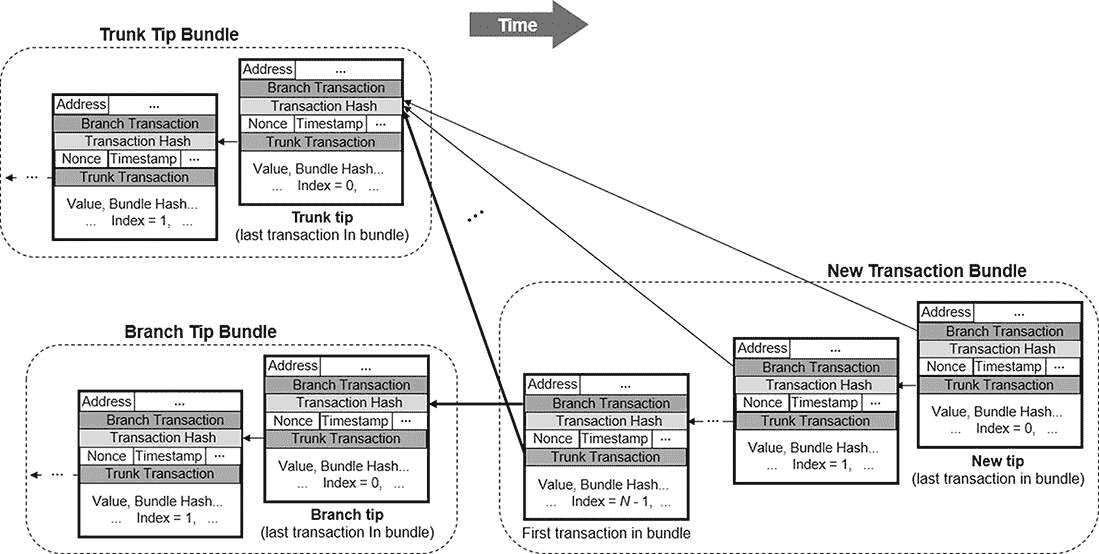 Time
Trunk Tip Bundle
Address ...
Branch Transaction
Transaction Hash
Nonce Timestamp ...
Trunk Transaction
Value, Bundle Hash...
... Index = 0, ...
Trunk tip
(last transaction In bundle)
Address ...
Branch Transaction
Transaction Hash
Nonce Timestamp ...
Trunk Transaction
Value, Bundle Hash...
... Index = 1, ...
...
...
New Transaction Bundle
Address ...
Branch Transaction
Transaction Hash
Nonce Timestamp ...
Trunk Transaction
Value, Bundle Hash...
... Index = 0, ...
New tip
(last transaction in bundle)
Address ...
Branch Transaction
Transaction Hash
Nonce Timestamp ...
Trunk Transaction
Value, Bundle Hash...
... Index = 1, ...
...
Address ...
Branch Transaction
Transaction Hash
Nonce Timestamp ...
Trunk Transaction
Value, Bundle Hash...
... Index = N - 1, ...
First transaction in bundle
Branch Tip Bundle
Address ...
Branch Transaction
Transaction Hash
Nonce Timestamp ...
Trunk Transaction
Value, Bundle Hash...
... Index = 0, ...
Branch tip
(last transaction In bundle)
Address ...
Branch Transaction
Transaction Hash
Nonce Timestamp ...
Trunk Transaction
Value, Bundle Hash...
... Index = 1, ...
...